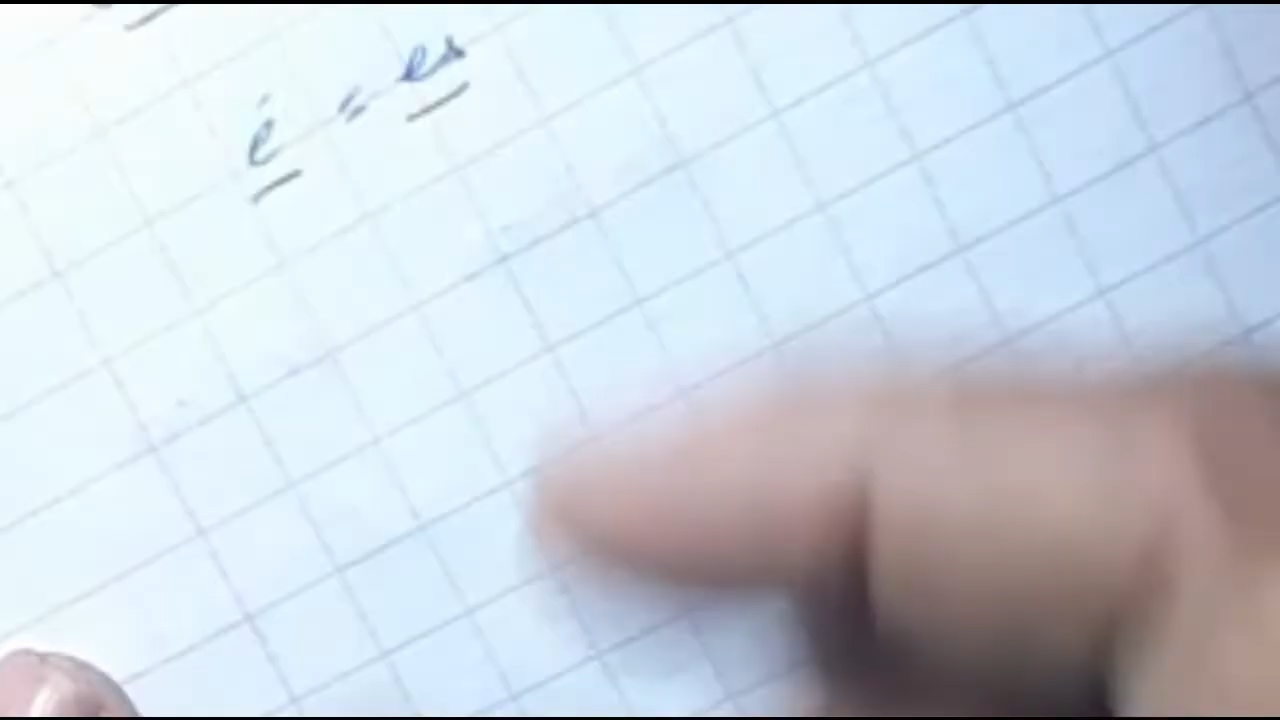 é = es